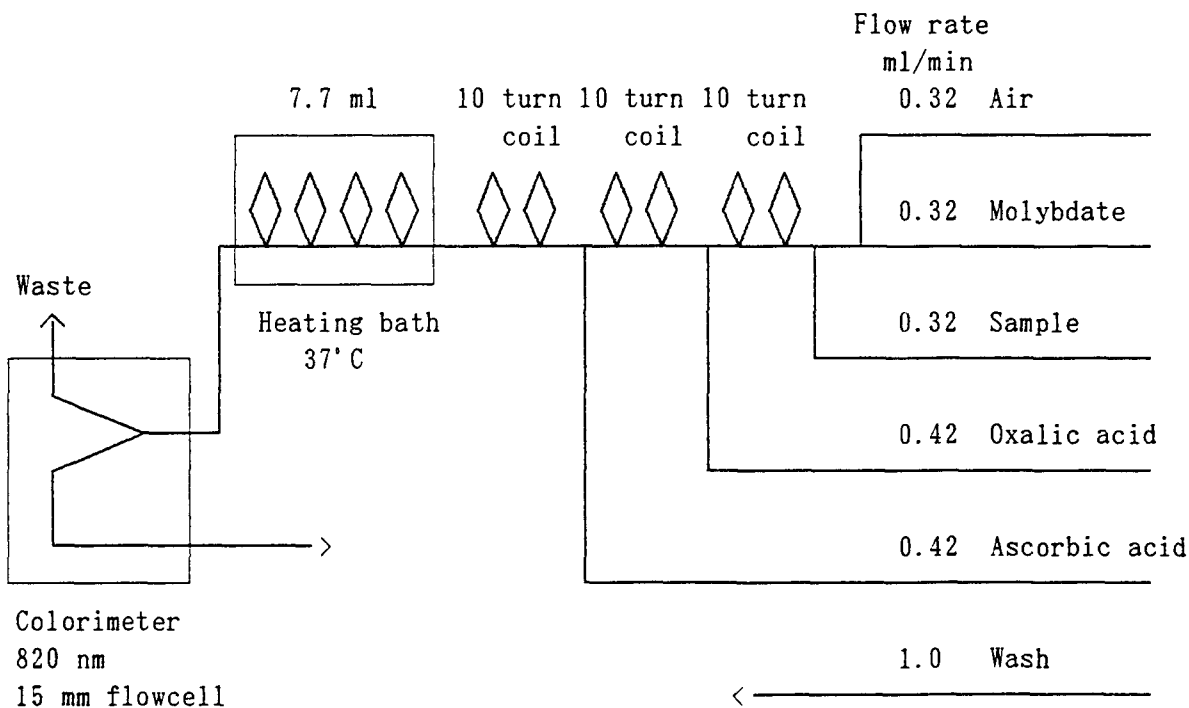 Flow rate
ml/min
7.7 ml 10 turn 10 turn 10 turn 0.32 Air
coil coil coil
0.32 Molybdate
Waste
0.32 Sample
Heating bath
37°C
0.42 Oxalic acid
0.42 Ascorbic acid
Colorimeter
820 nm
15 mm flowcell
1.0 Wash